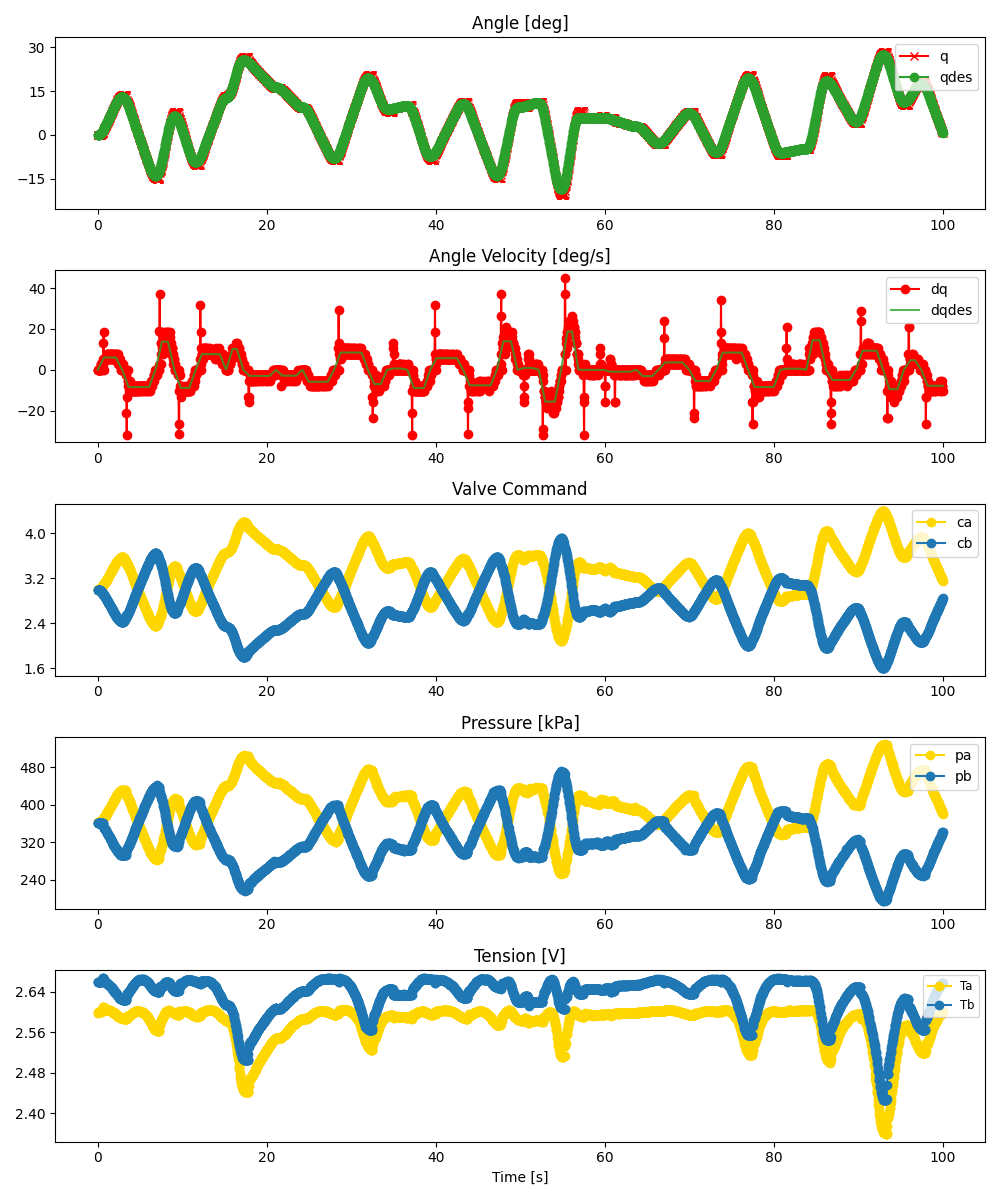 Angle [deg]
30
15
0
−15
q
qdes
0 20 40 60 80 100
Angle Velocity [deg/s]
40
20
0
−20
dq
dqdes
0 20 40 60 80 100
Valve Command
4.0
3.2
2.4
1.6
ca
cb
0 20 40 60 80 100
Pressure [kPa]
480
400
320
240
pa
pb
0 20 40 60 80 100
Tension [V]
2.64
2.56
2.48
2.40
Ta
Tb
0 20 40 60 80 100
Time [s]